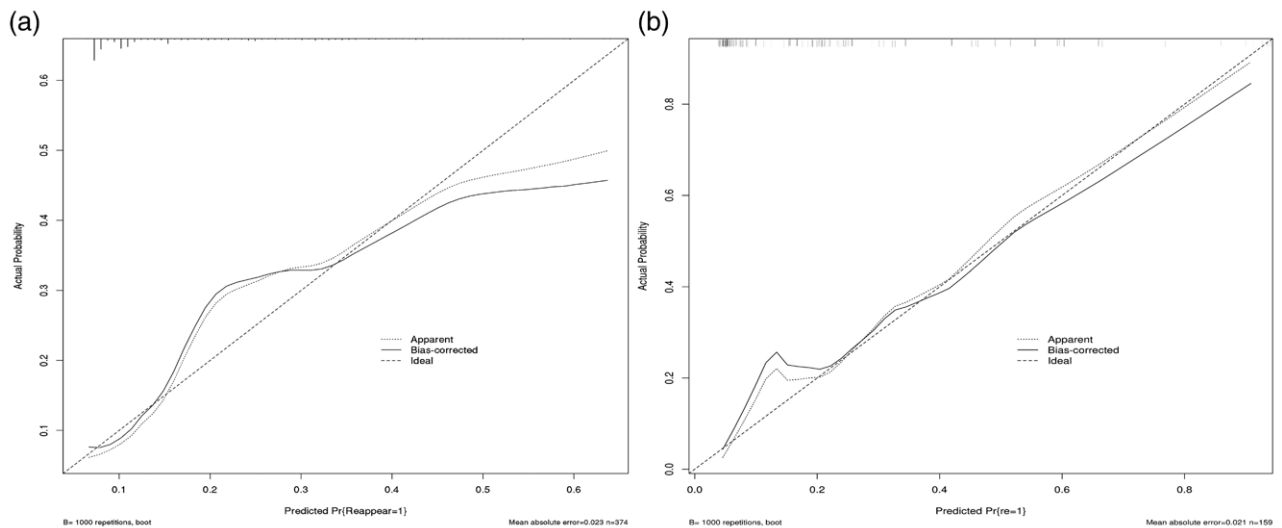 (a)
Actual Probability
0.6
0.5
0.4
0.3
0.2
0.1
Apparent
Bias-corrected
Ideal
0.1 0.2 0.3 0.4 0.5 0.6
Predicted Pr{Reappear=1}
B= 1000 repetitions, boot
Mean absolute error=0.023 n=374
(b)
Actual Probability
0.8
0.6
0.4
0.2
0.0
Apparent
Bias-corrected
Ideal
0.0 0.2 0.4 0.6 0.8
Predicted Pr{re=1}
B= 1000 repetitions, boot
Mean absolute error=0.021 n=159